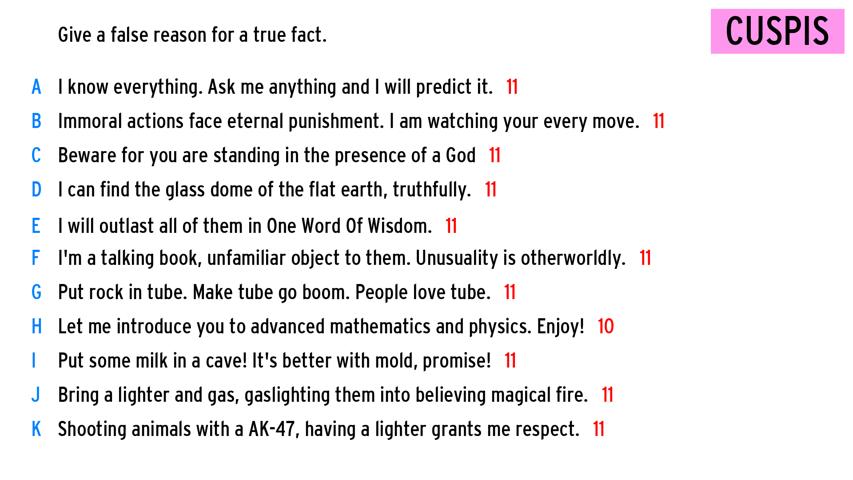 Give a false reason for a true fact.
CUSPIS
A I know everything. Ask me anything and I will predict it. 11
B Immoral actions face eternal punishment. I am watching your every move. 11
C Beware for you are standing in the presence of a God 11
D I can find the glass dome of the flat earth, truthfully. 11
E I will outlast all of them in One Word Of Wisdom. 11
F I'm a talking book, unfamiliar object to them. Unusuality is otherworldly. 11
G Put rock in tube. Make tube go boom. People love tube. 11
H Let me introduce you to advanced mathematics and physics. Enjoy! 10
I Put some milk in a cave! It's better with mold, promise! 11
J Bring a lighter and gas, gaslighting them into believing magical fire. 11
K Shooting animals with a AK-47, having a lighter grants me respect. 11